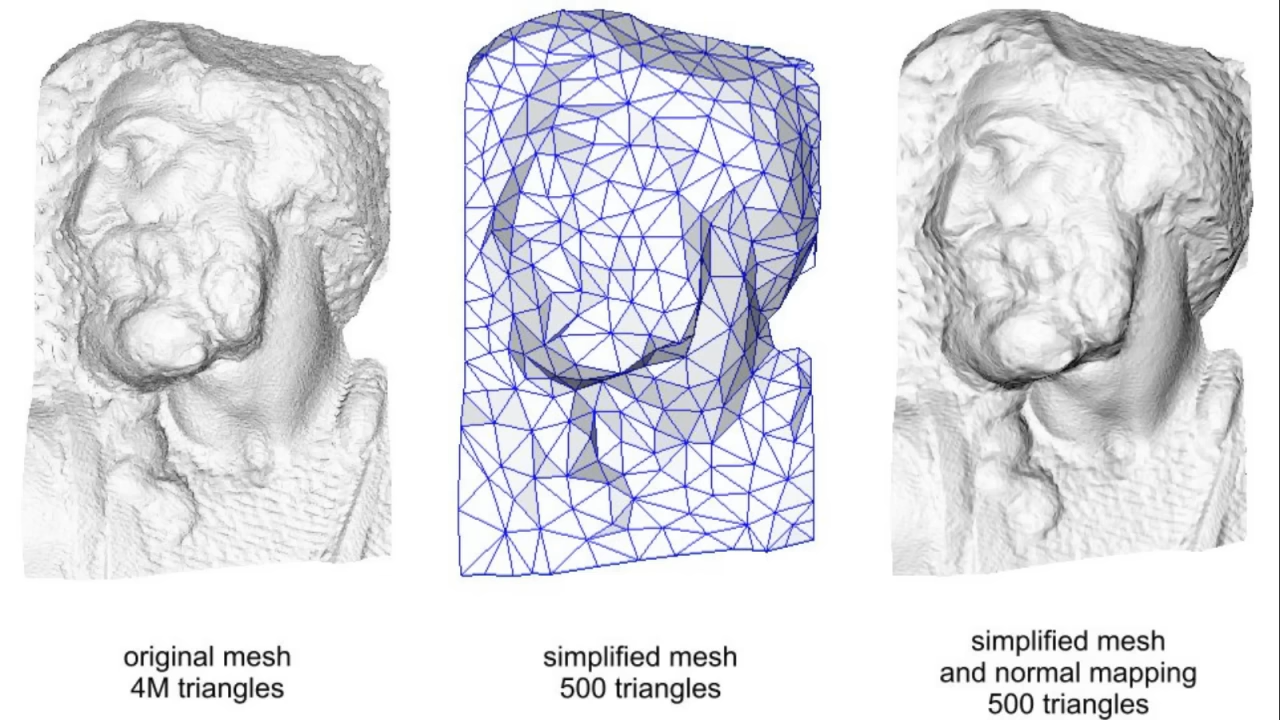 original mesh
4M triangles
simplified mesh
500 triangles
simplified mesh
and normal mapping
500 triangles